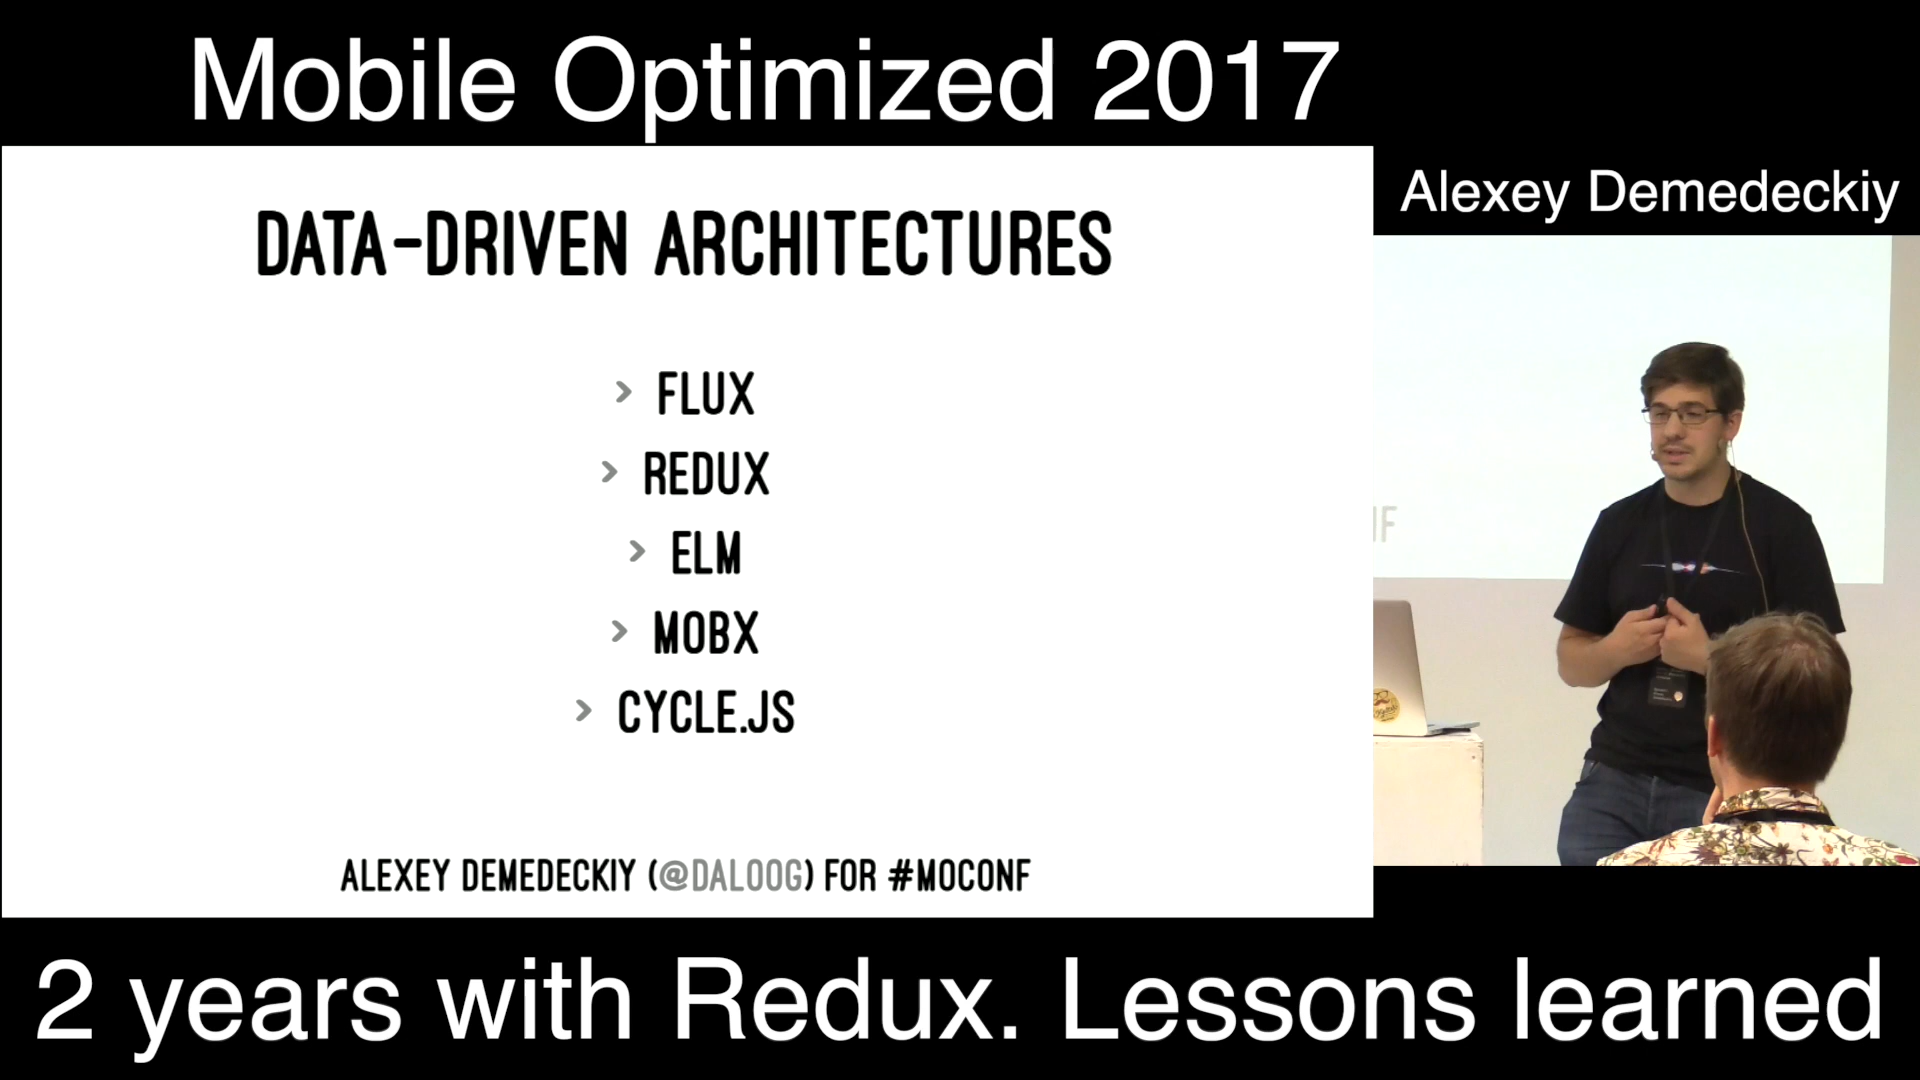 Mobile Optimized 2017
Alexey Demedeckiy
DATA-DRIVEN ARCHITECTURES
> FLUX
> REDUX
> ELM
> MOBX
> CYCLE.JS
ALEXEY DEMEDECKIY (@DALOOG) FOR #MOCONF
2 years with Redux. Lessons learned